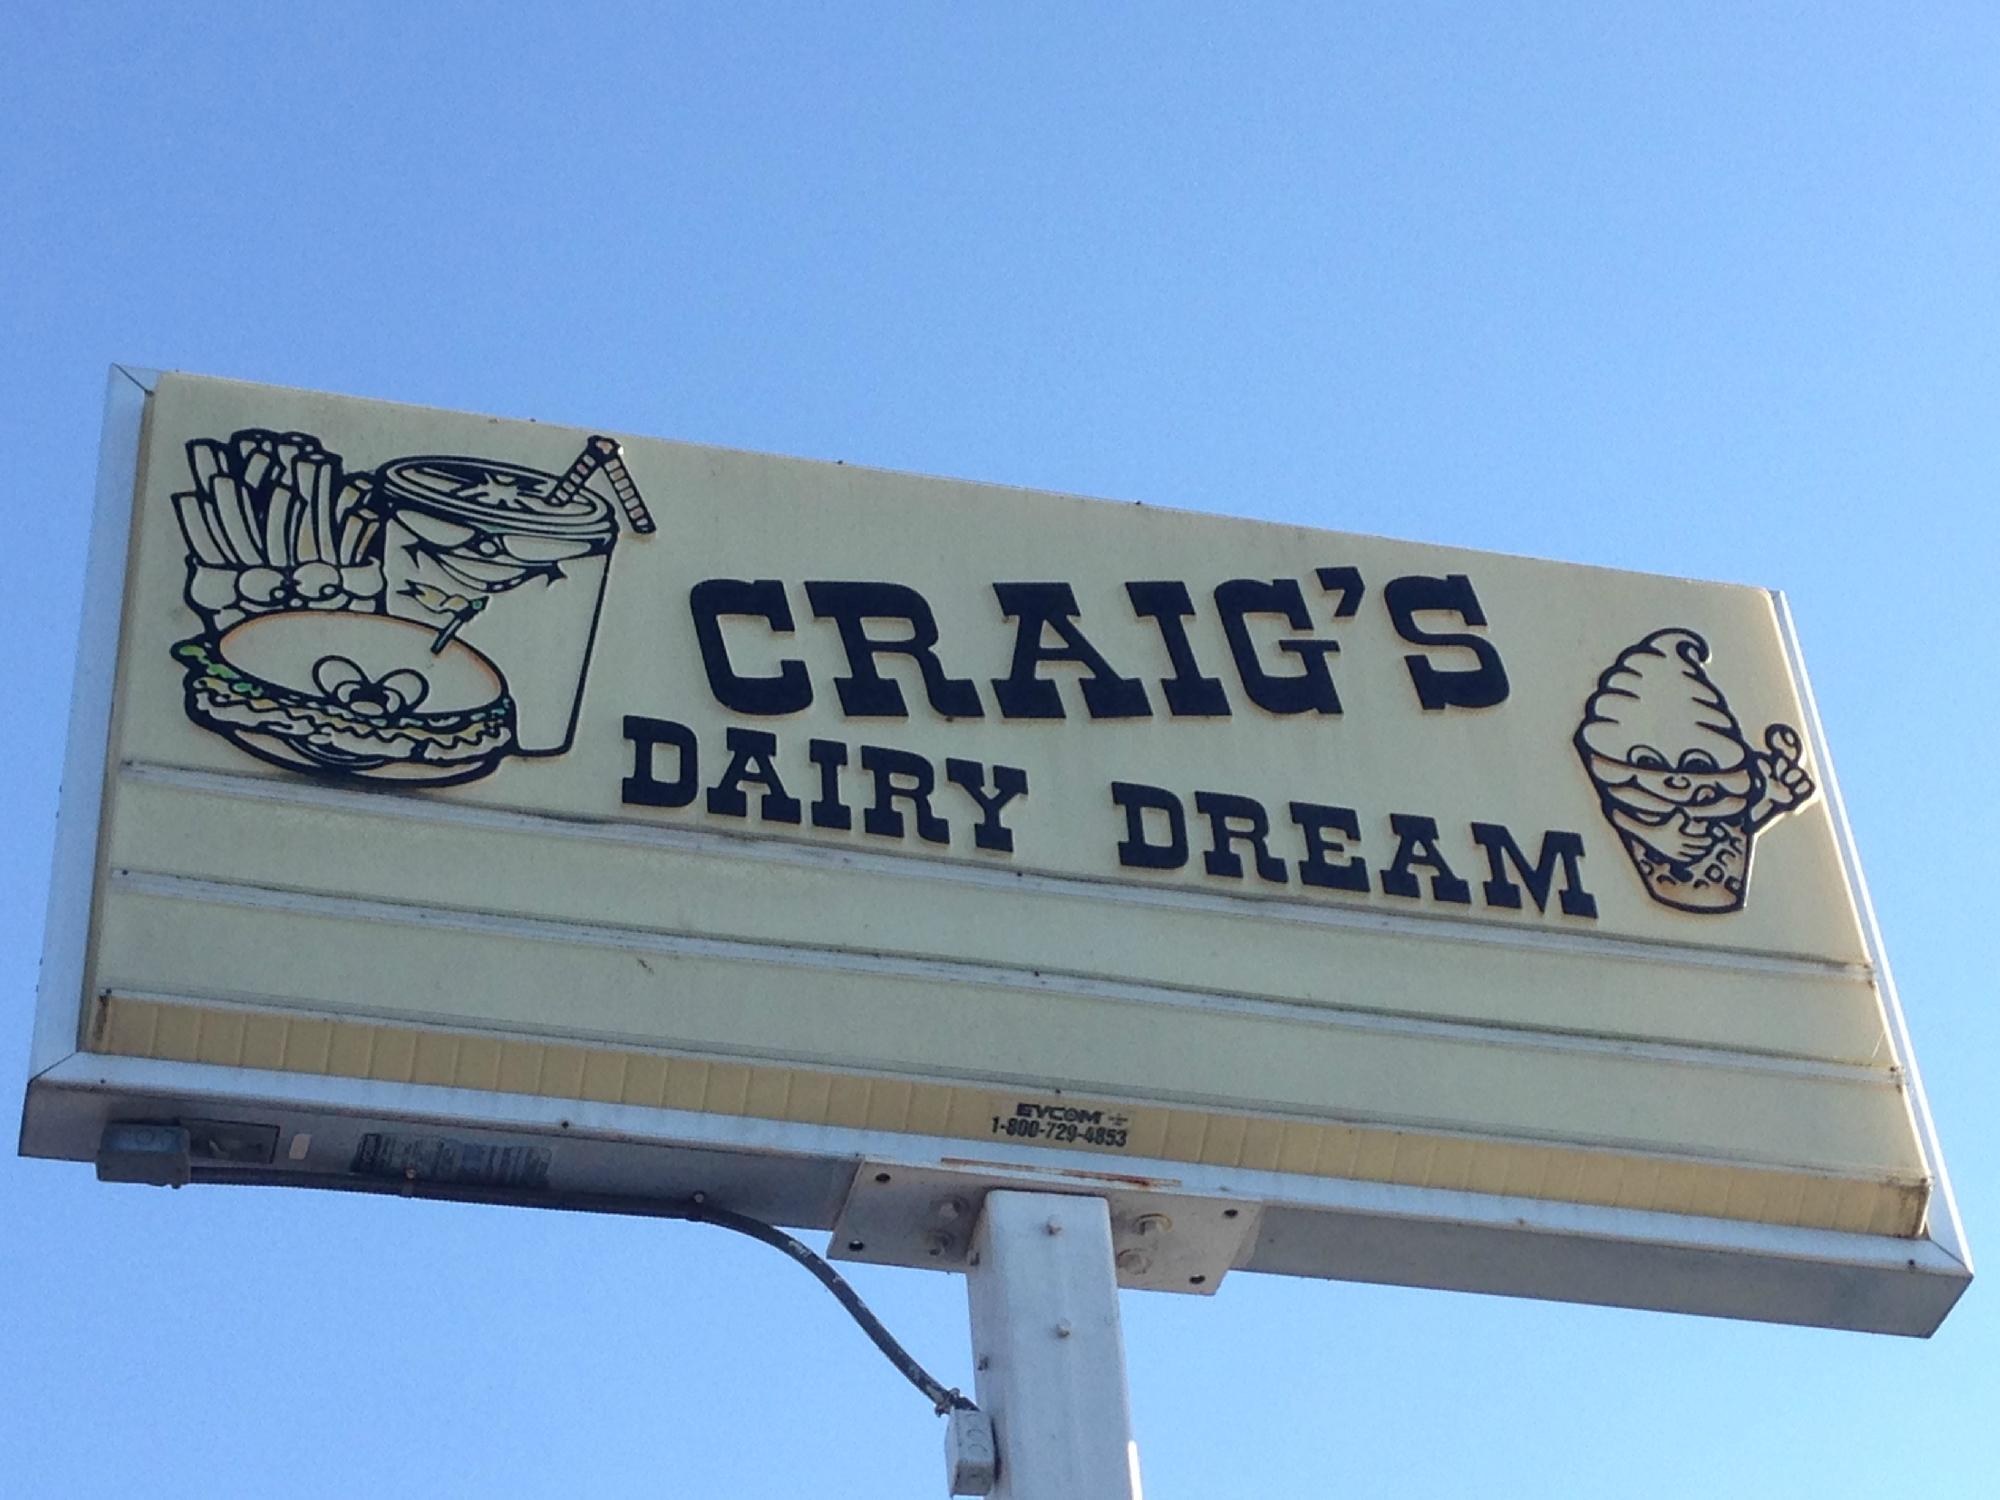 CRAIG'S
DAIRY DREAM
EVCOM
1-800-729-4853